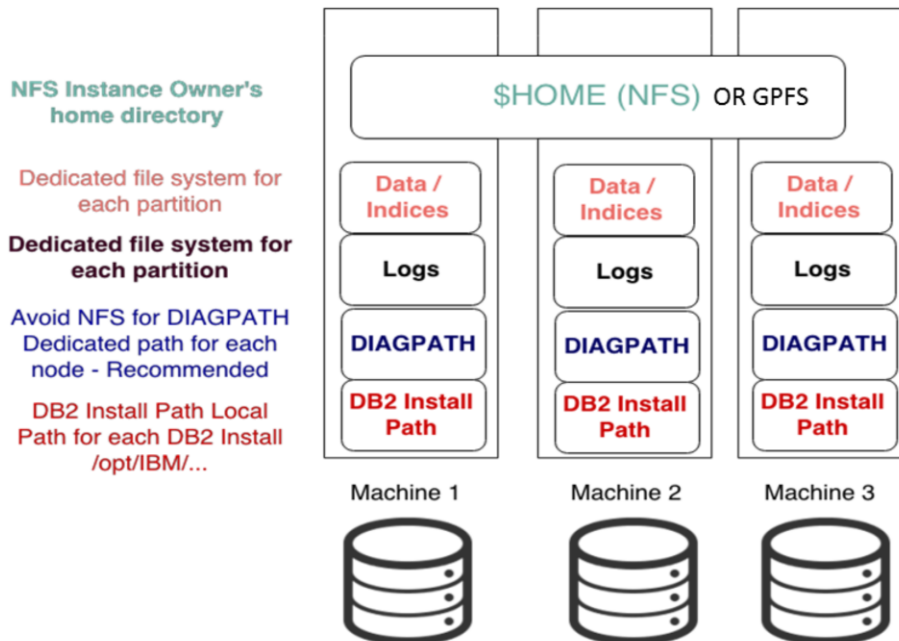 NFS Instance Owner's
home directory
$HOME (NFS) OR GPFS
Dedicated file system for
each partition
Data /
Indices
Data /
Indices
Data /
Indices
Dedicated file system for
each partition
Logs
Logs
Logs
Avoid NFS for DIAGPATH
Dedicated path for each
node - Recommended
DIAGPATH
DIAGPATH
DIAGPATH
DB2 Install Path Local
Path for each DB2 Install
/opt/IBM/...
DB2 Install
Path
DB2 Install
Path
DB2 Install
Path
Machine 1
Machine 2
Machine 3